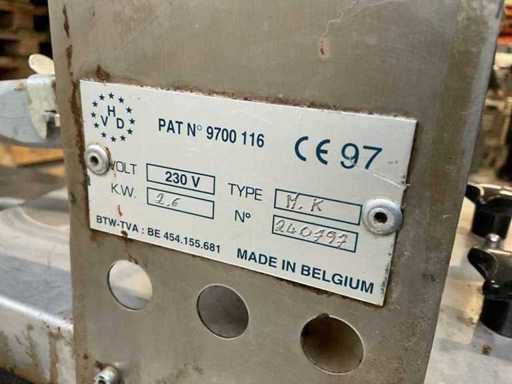 VHD
PAT N° 9700 116
CE 97
VOLT 230 V TYPE M.K
K.W. 2,6 N° 240797
BTW-TVA : BE 454.155.681
MADE IN BELGIUM